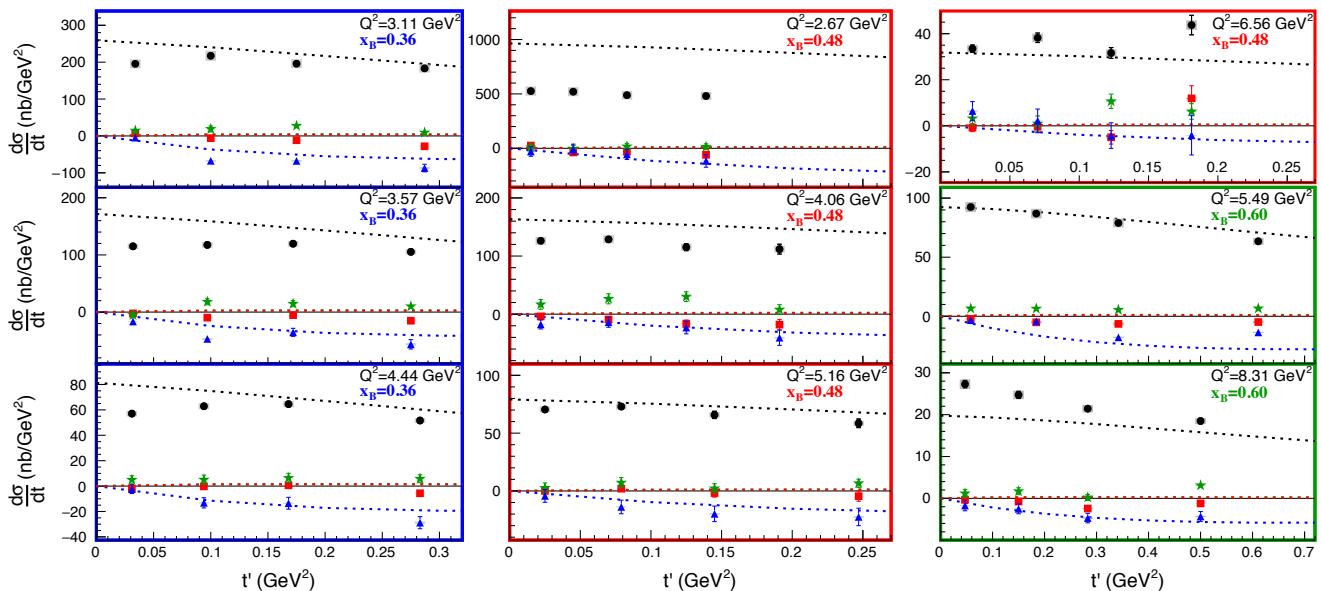 Q²=3.11 GeV²
x_B=0.36
300
200
100
0
−100
dσ/dt (nb/GeV²)
Q²=2.67 GeV²
x_B=0.48
1000
500
0
Q²=6.56 GeV²
x_B=0.48
40
20
0
−20
0.05 0.1 0.15 0.2 0.25
Q²=3.57 GeV²
x_B=0.36
200
100
0
dσ/dt (nb/GeV²)
Q²=4.06 GeV²
x_B=0.48
200
100
0
Q²=5.49 GeV²
x_B=0.60
100
50
0
Q²=4.44 GeV²
x_B=0.36
80
60
40
20
0
−20
−40
dσ/dt (nb/GeV²)
0 0.05 0.1 0.15 0.2 0.25 0.3
t' (GeV²)
Q²=5.16 GeV²
x_B=0.48
100
50
0
0 0.05 0.1 0.15 0.2 0.25
t' (GeV²)
Q²=8.31 GeV²
x_B=0.60
30
20
10
0
0 0.1 0.2 0.3 0.4 0.5 0.6 0.7
t' (GeV²)